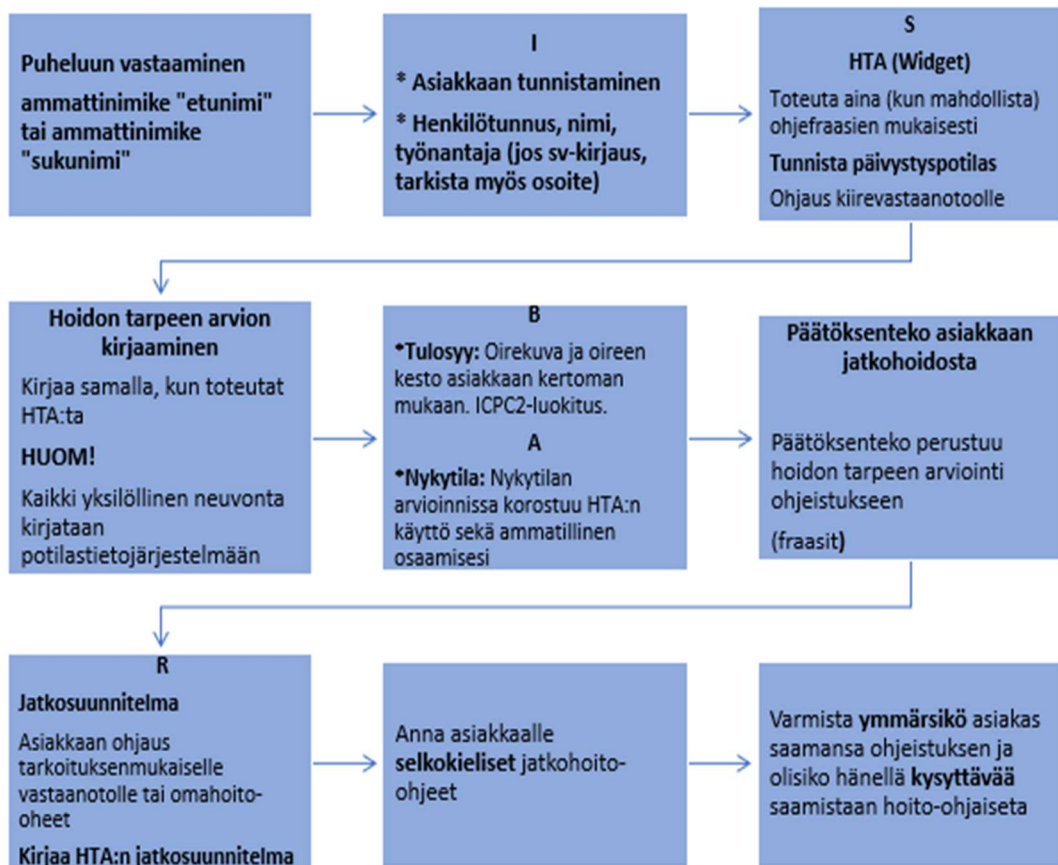 Puheluun vastaaminen
ammattinimike "etunimi"
tai ammattinimike
"sukunimi"
I
* Asiakkaan tunnistaminen
* Henkilötunnus, nimi,
työnantaja (jos sv-kirjaus,
tarkista myös osoite)
S
HTA (Widget)
Toteuta aina (kun mahdollista)
ohjefraasien mukaisesti
Tunnista päivystyspotilas
Ohjaus kiirevastaanotoolle
Hoidon tarpeen arvion
kirjaaminen
Kirjaa samalla, kun toteutat
HTA:ta
HUOM!
Kaikki yksilöllinen neuvonta
kirjataan
potilastietojärjestelmään
B
*Tulosyy: Oirekuva ja oireen
kesto asiakkaan kertoman
mukaan. ICPC2-luokitus.
A
*Nykytila: Nykytilan
arvioinnissa korostuu HTA:n
käyttö sekä ammatillinen
osaamisesi
Päätöksenteko asiakkaan
jatkohoidosta
Päätöksenteko perustuu
hoidon tarpeen arviointi
ohjeistukseen
(fraasit)
R
Jatkosuunnitelma
Asiakkaan ohjaus
tarkoituksenmukaiselle
vastaanotolle tai omahoito-
oheet
Kirjaa HTA:n jatkosuunnitelma
Anna asiakkaalle
selkokieliset jatkohoito-
ohjeet
Varmista ymmärsikö asiakas
saamansa ohjeistuksen ja
olisiko hänellä kysyttävää
saamistaan hoito-ohjaiseta